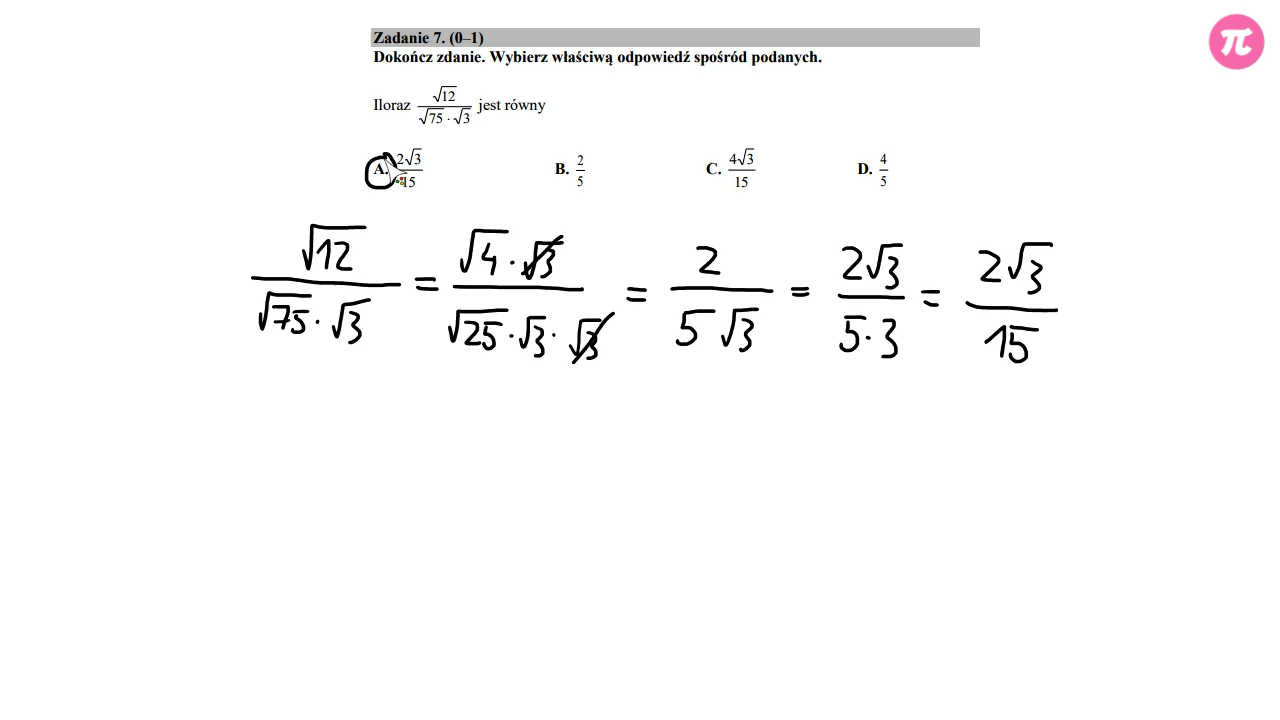 π
Zadanie 7. (0–1)
Dokończ zdanie. Wybierz właściwą odpowiedź spośród podanych.
Iloraz √12 / (√75 · √3) jest równy
A. 2√3/15 B. 2/5 C. 4√3/15 D. 4/5
√12 / (√75 · √3) = (√4 · √3) / (√25 · √3 · √3) = 2 / (5√3) = 2√3 / (5 · 3) = 2√3 / 15